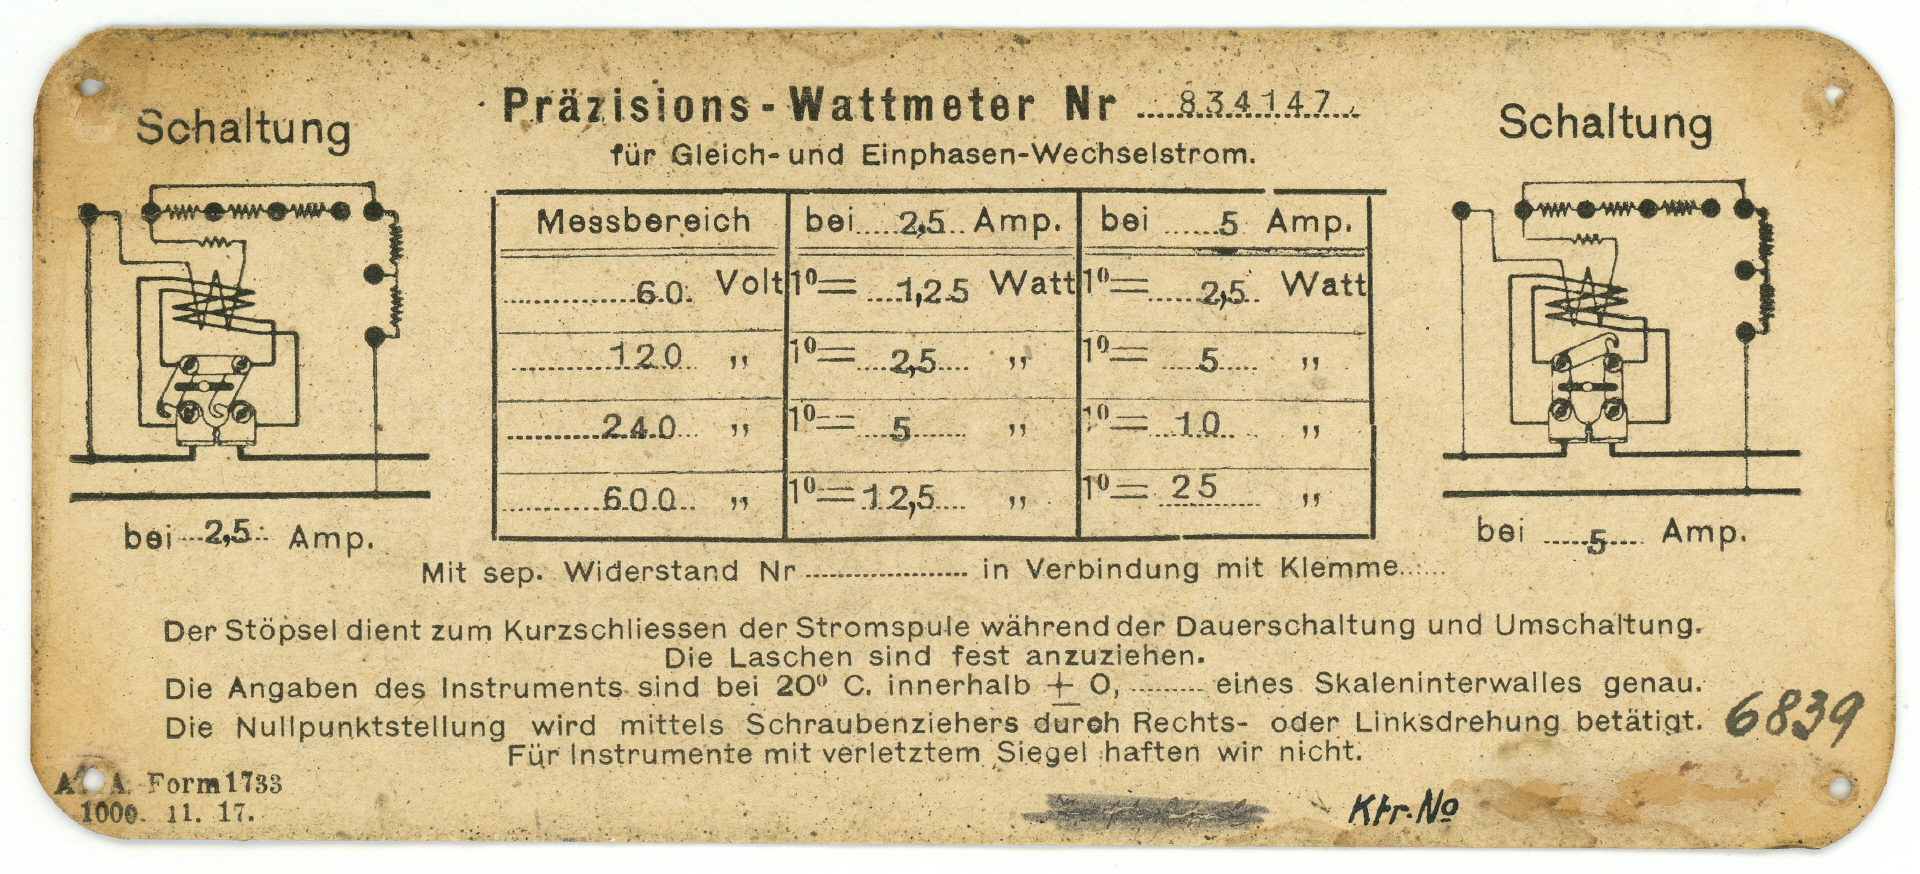 Präzisions-Wattmeter Nr 834147
für Gleich- und Einphasen-Wechselstrom.
Schaltung
bei 2,5 Amp.
Messbereich bei 2,5 Amp. bei 5 Amp.
60 Volt 1⁰= 1,25 Watt 1⁰= 2,5 Watt
120 „ 1⁰= 2,5 „ 1⁰= 5 „
240 „ 1⁰= 5 „ 1⁰= 10 „
600 „ 1⁰= 12,5 „ 1⁰= 25 „
Schaltung
bei 5 Amp.
Mit sep. Widerstand Nr .................. in Verbindung mit Klemme......
Der Stöpsel dient zum Kurzschliessen der Stromspule während der Dauerschaltung und Umschaltung.
Die Laschen sind fest anzuziehen.
Die Angaben des Instruments sind bei 20⁰ C. innerhalb ± 0, ......... eines Skaleninterwalles genau.
Die Nullpunktstellung wird mittels Schraubenziehers durch Rechts- oder Linksdrehung betätigt.
Für Instrumente mit verletztem Siegel haften wir nicht.
6839
A A. Form 1733
1000. 11. 17.
Ktr. No